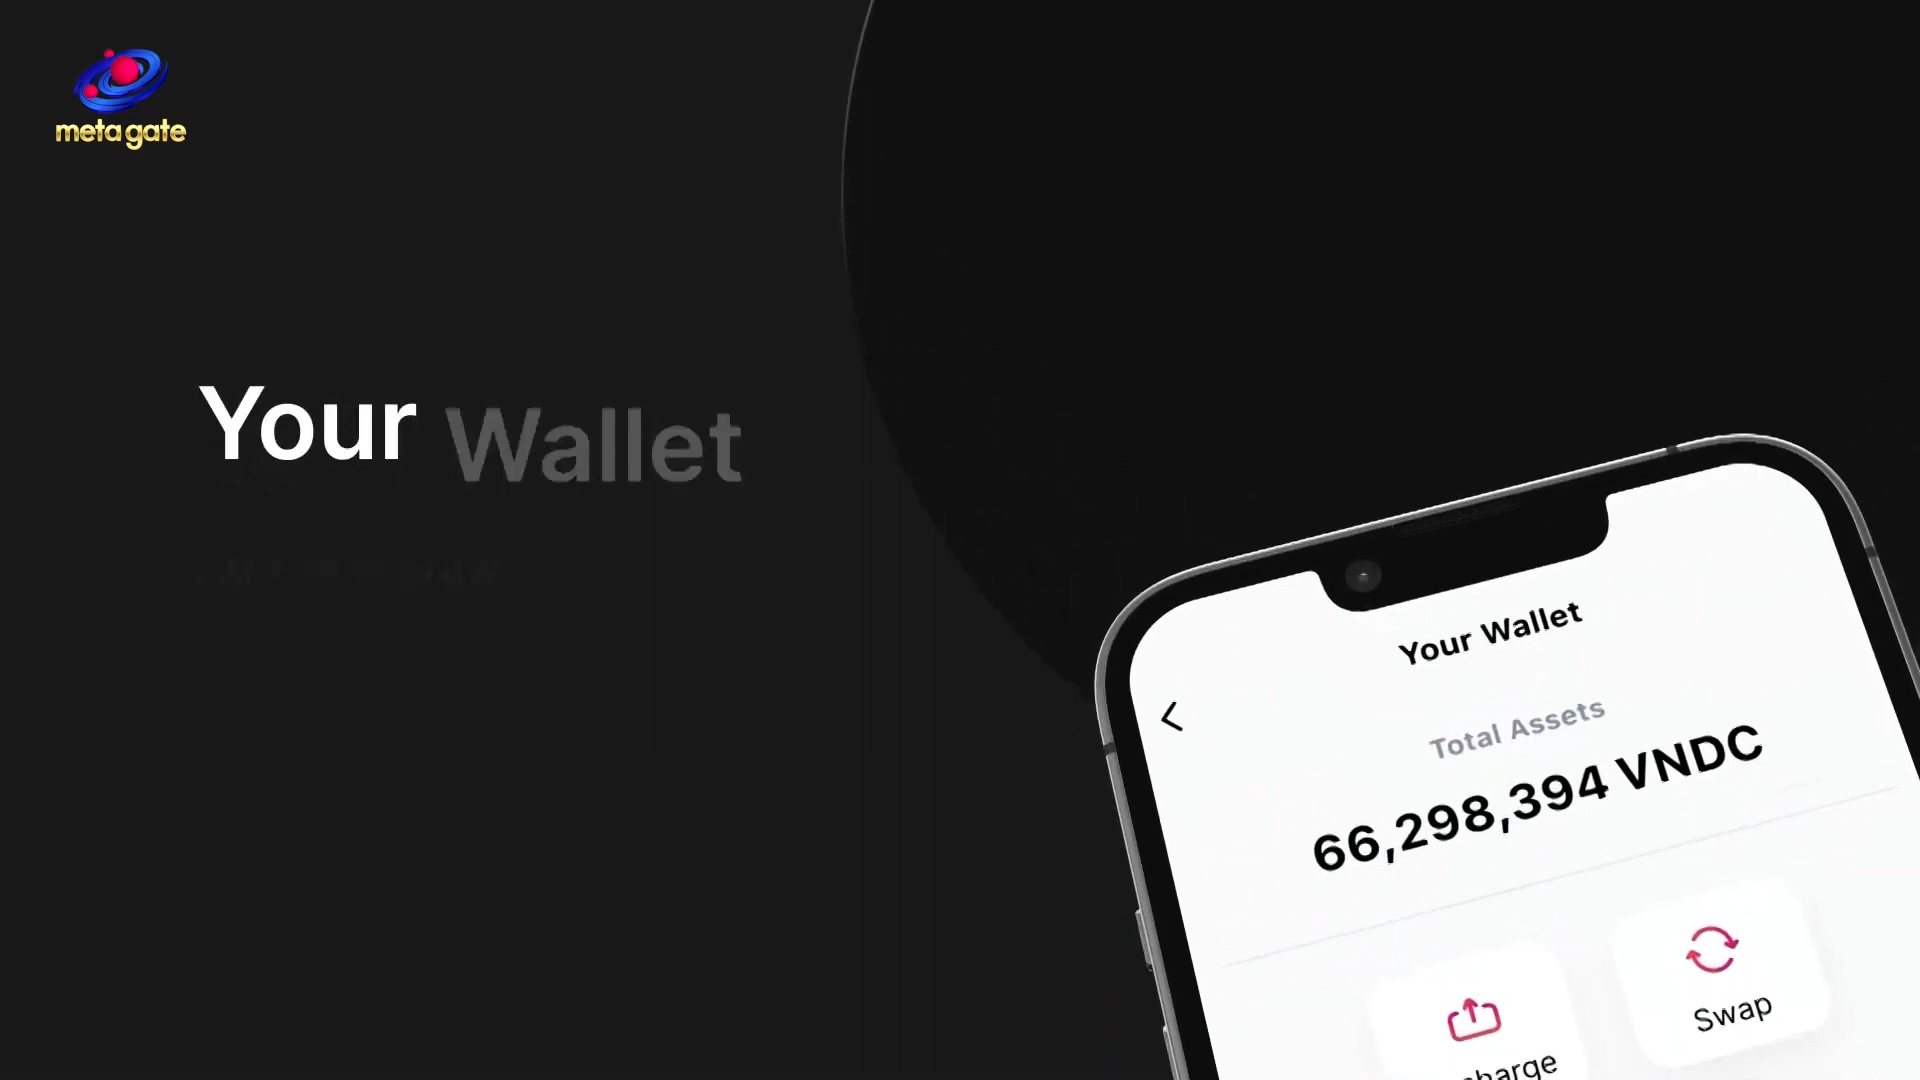 meta gate
Your Wallet
Your Wallet
Total Assets
66,298,394 VNDC
Swap